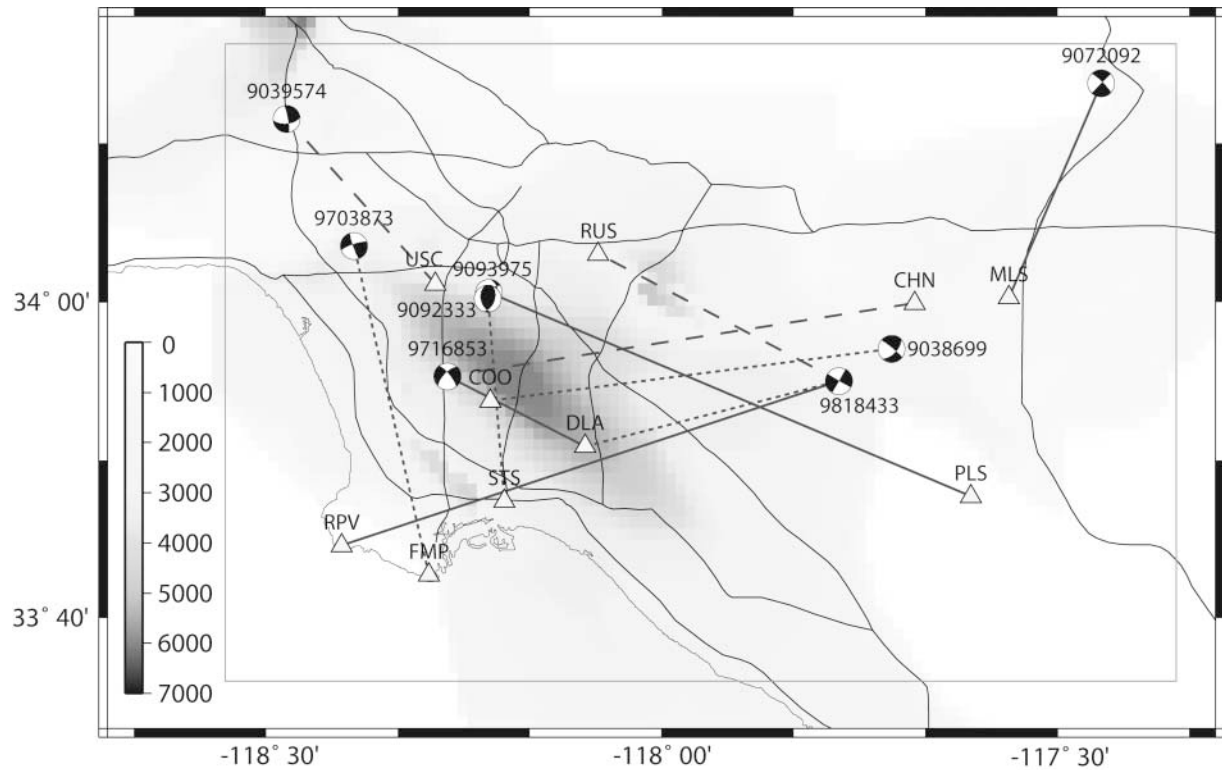 9072092
9039574
9703873
RUS
USC
9093975
CHN
MLS
34° 00'
9092333
0
9716853
9038699
1000
COO
9818433
2000
DLA
3000
STS
PLS
RPV
4000
FMP
5000
33° 40'
6000
7000
-118° 30'
-118° 00'
-117° 30'